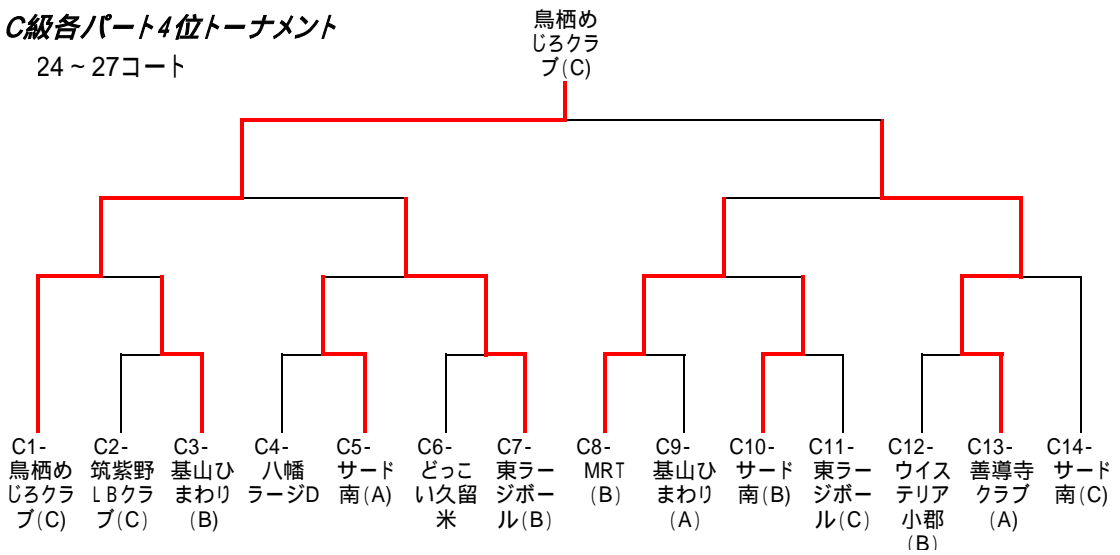 C級各パート4位トーナメント
24～27コート
鳥栖め
じろクラ
ブ(C)
C1-
鳥栖め
じろクラ
ブ(C)
C2-
筑紫野
LBクラ
ブ(C)
C3-
基山ひ
まわり
(B)
C4-
八幡
ラージD
C5-
サード
南(A)
C6-
どっこ
い久留
米
C7-
東ラー
ジボー
ル(B)
C8-
MRT
(B)
C9-
基山ひ
まわり
(A)
C10-
サード
南(B)
C11-
東ラー
ジボー
ル(C)
C12-
ウイス
テリア
小郡
(B)
C13-
善導寺
クラブ
(A)
C14-
サード
南(C)